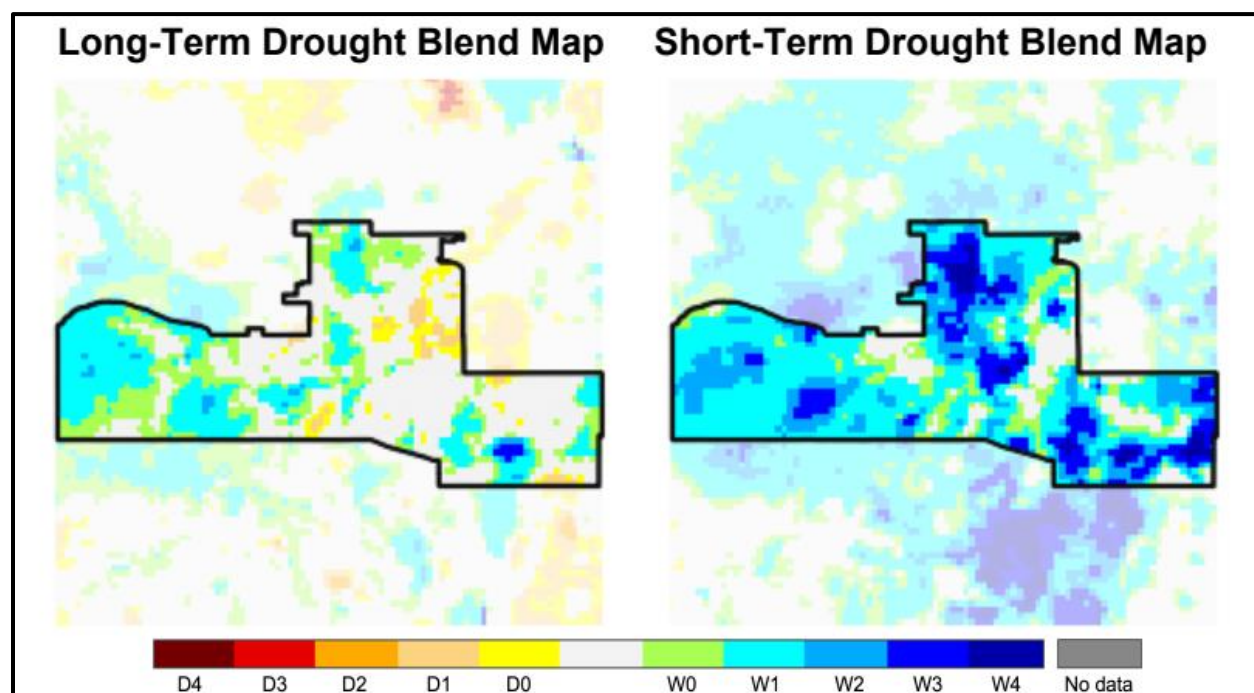 Long-Term Drought Blend Map Short-Term Drought Blend Map
D4 D3 D2 D1 D0 W0 W1 W2 W3 W4 No data